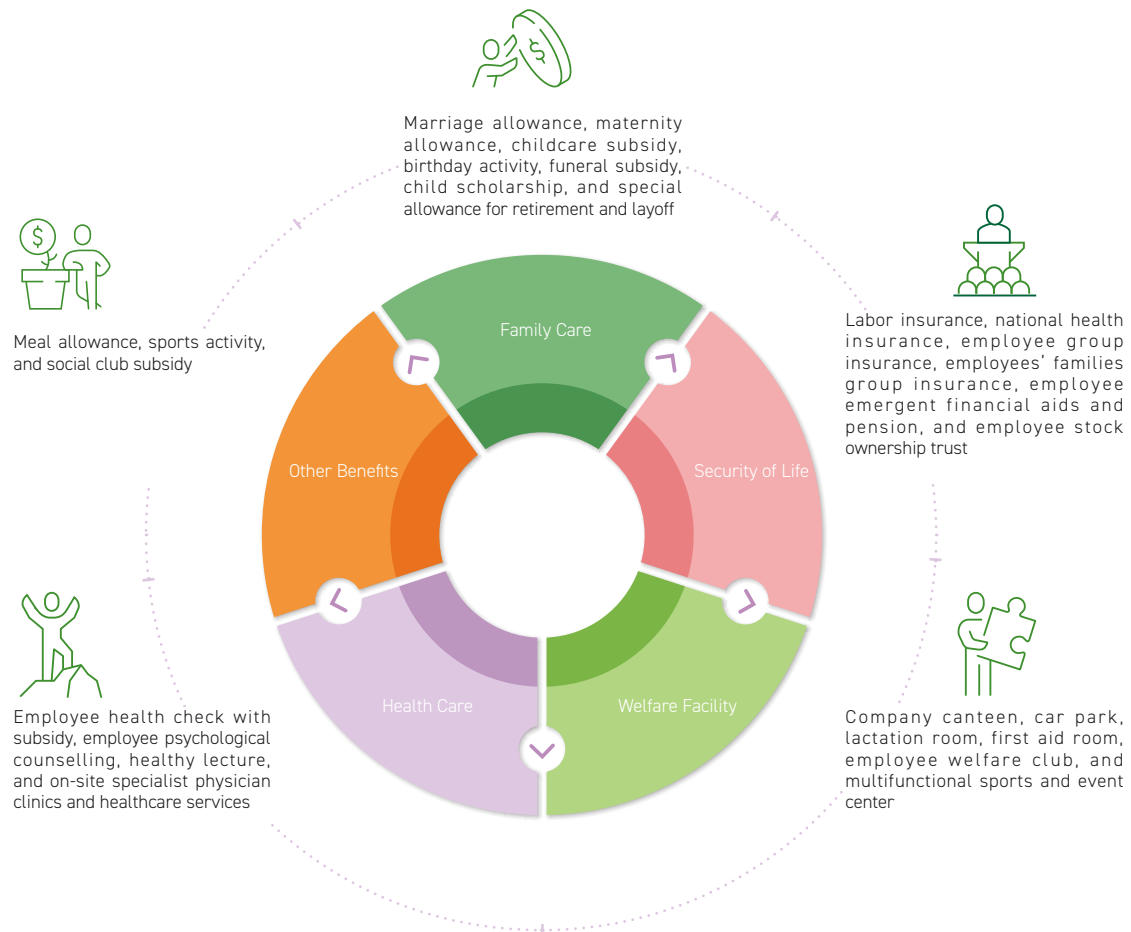 Marriage allowance, maternity
allowance, childcare subsidy,
birthday activity, funeral subsidy,
child scholarship, and special
allowance for retirement and layoff
Meal allowance, sports activity,
and social club subsidy
Labor insurance, national health
insurance, employee group
insurance, employees’ families
group insurance, employee
emergent financial aids and
pension, and employee stock
ownership trust
Family Care
Other Benefits
Security of Life
Health Care
Welfare Facility
Employee health check with
subsidy, employee psychological
counselling, healthy lecture,
and on-site specialist physician
clinics and healthcare services
Company canteen, car park,
lactation room, first aid room,
employee welfare club, and
multifunctional sports and event
center